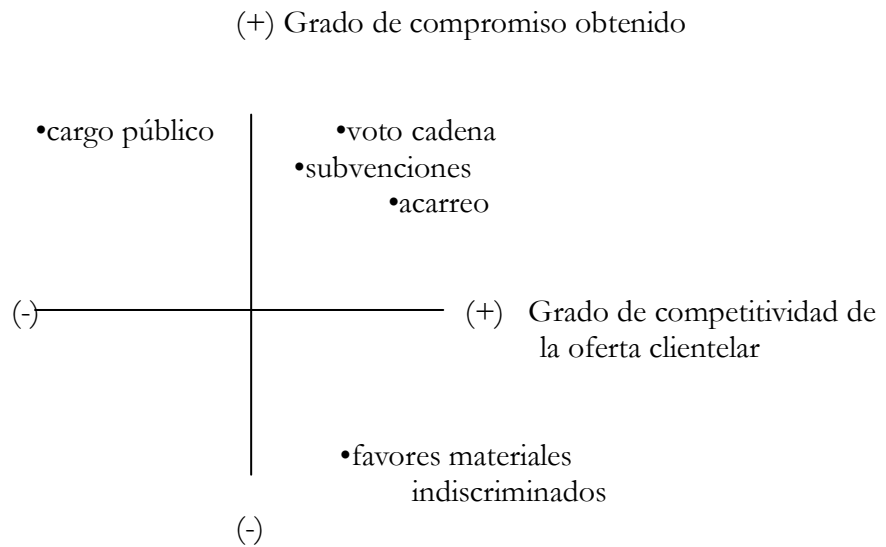 (+) Grado de compromiso obtenido
•cargo público •voto cadena
•subvenciones
•acarreo
(-) (+) Grado de competitividad de
la oferta clientelar
•favores materiales
indiscriminados
(-)